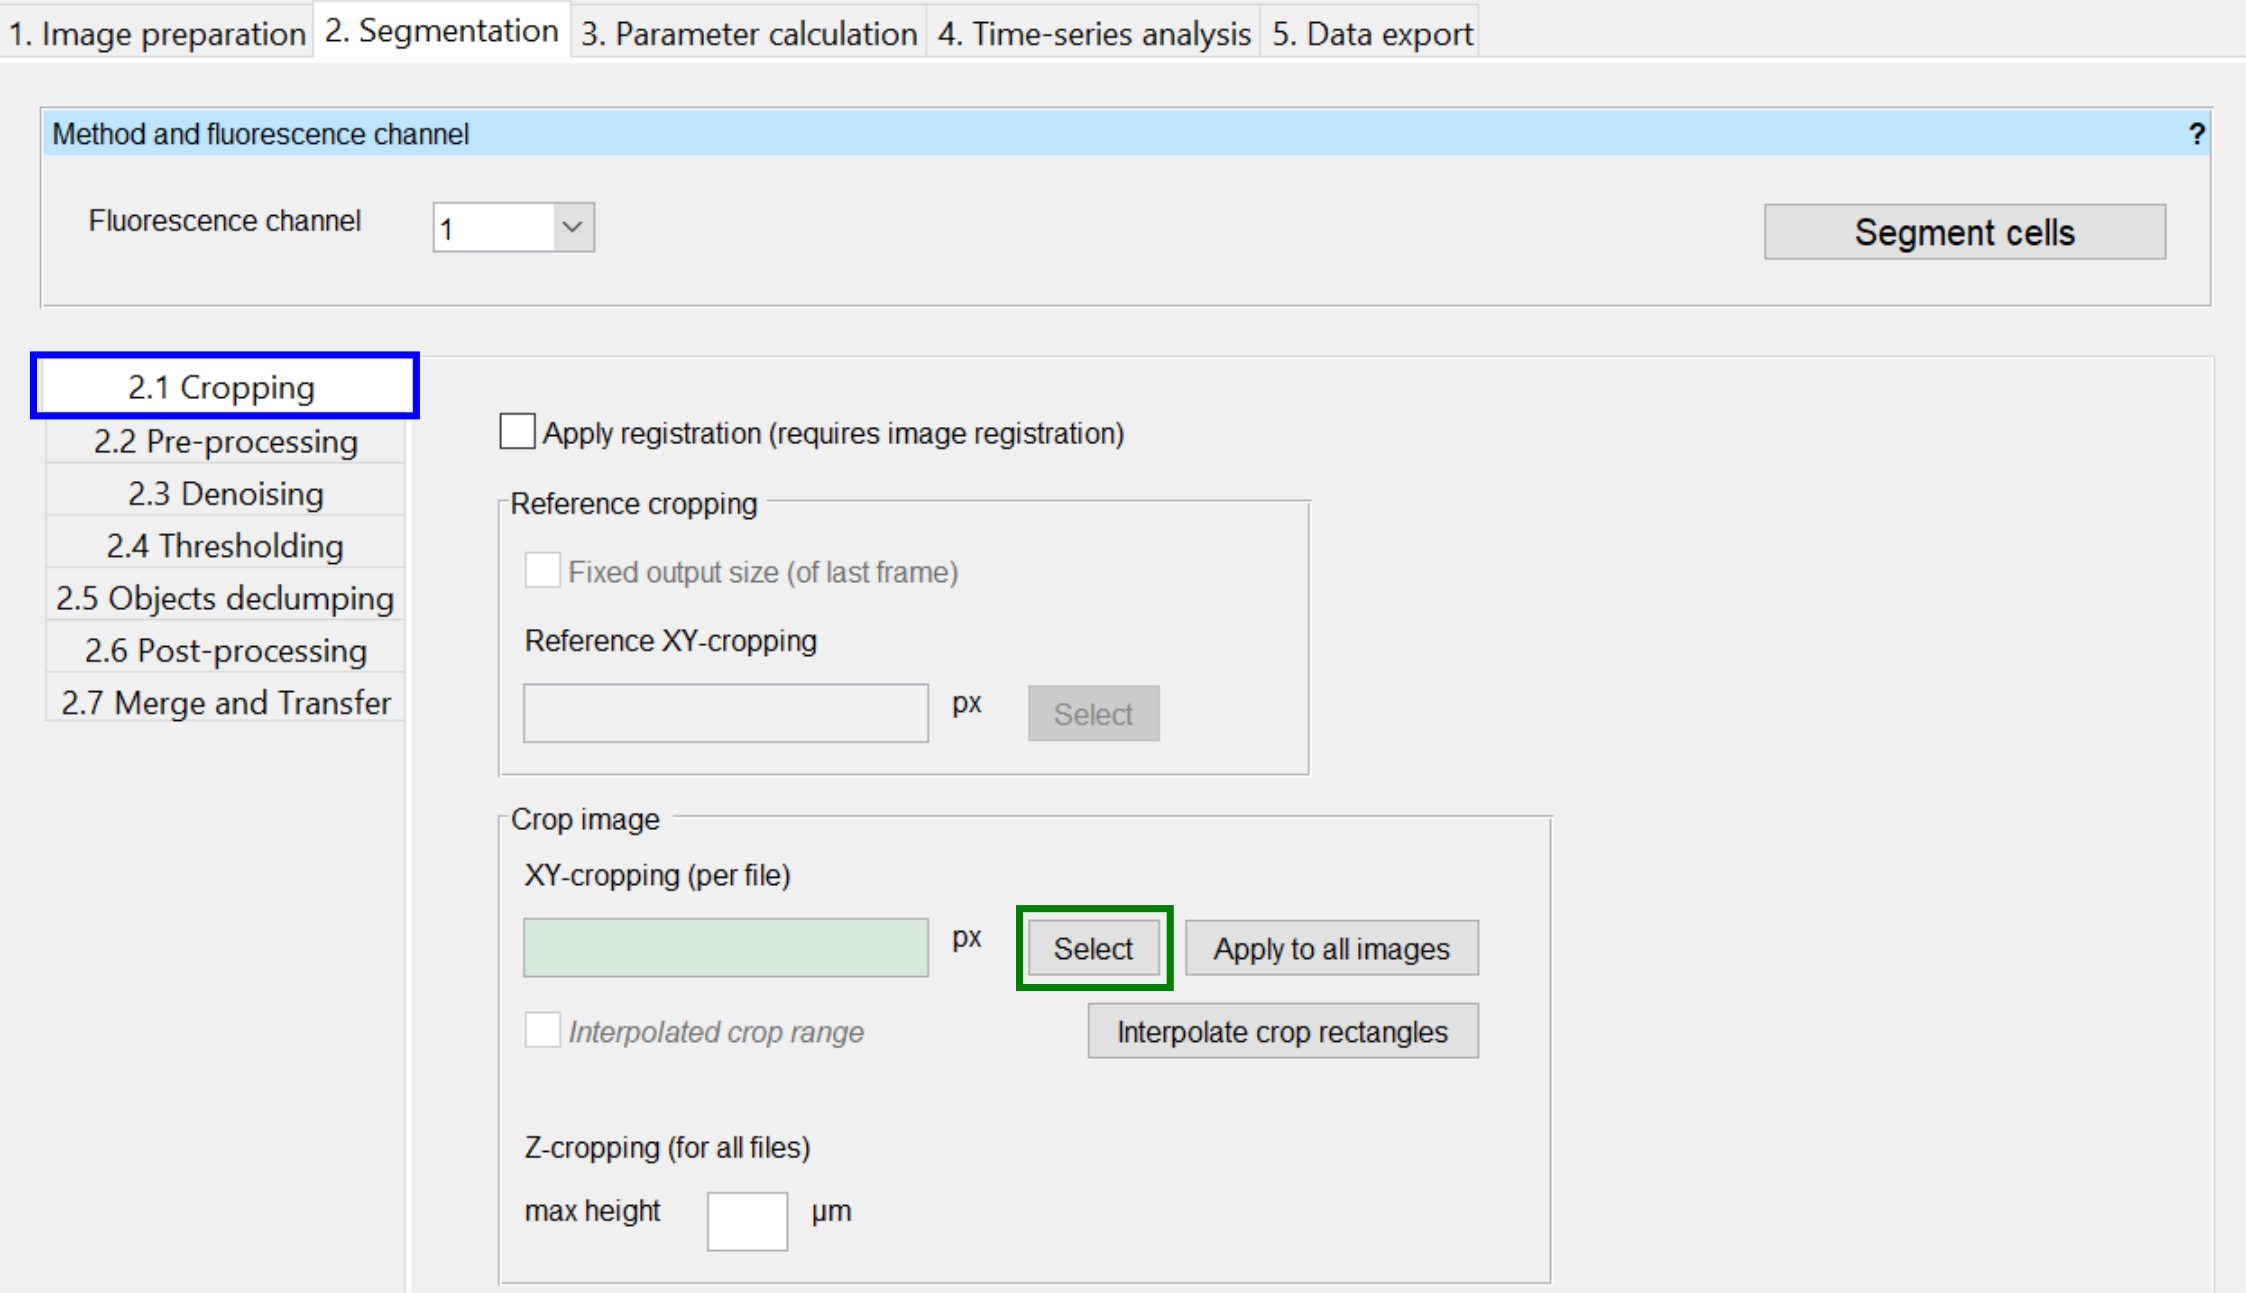 1. Image preparation 2. Segmentation 3. Parameter calculation 4. Time-series analysis 5. Data export
Method and fluorescence channel ?
Fluorescence channel 1 Segment cells
2.1 Cropping
2.2 Pre-processing
2.3 Denoising
2.4 Thresholding
2.5 Objects declumping
2.6 Post-processing
2.7 Merge and Transfer
Apply registration (requires image registration)
Reference cropping
Fixed output size (of last frame)
Reference XY-cropping
px Select
Crop image
XY-cropping (per file)
px Select Apply to all images
Interpolated crop range Interpolate crop rectangles
Z-cropping (for all files)
max height µm